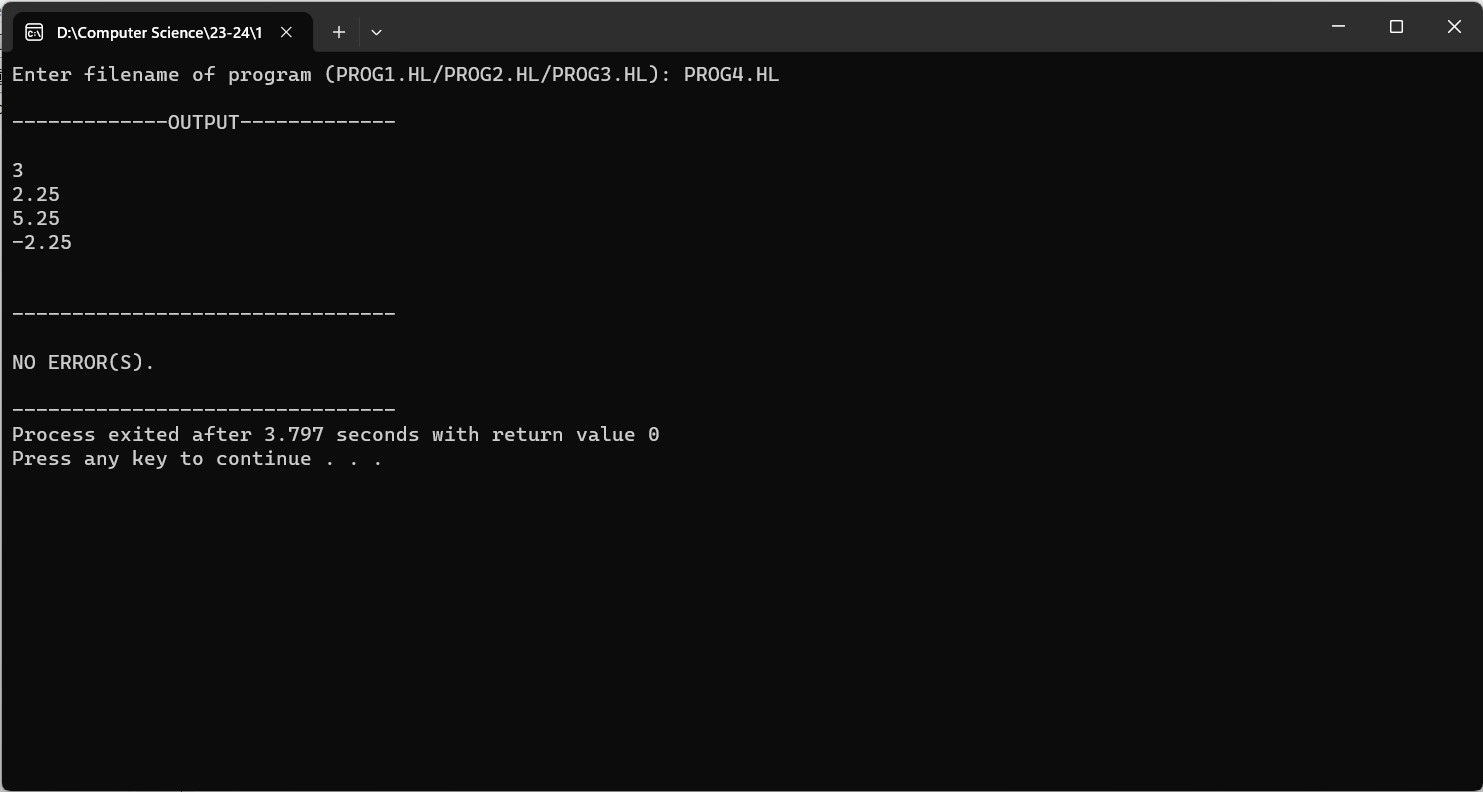 D:\Computer Science\23-24\1
Enter filename of program (PROG1.HL/PROG2.HL/PROG3.HL): PROG4.HL
-------------OUTPUT-------------
3
2.25
5.25
-2.25
--------------------------------
NO ERROR(S).
--------------------------------
Process exited after 3.797 seconds with return value 0
Press any key to continue . . .